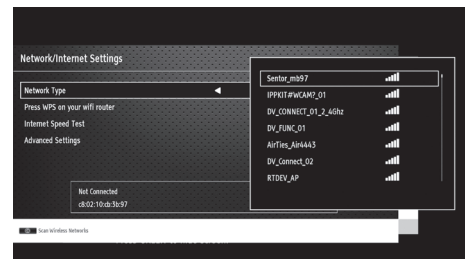 Network/Internet Settings
Network Type
Press WPS on your wifi router
Internet Speed Test
Advanced Settings
Sentor_mb97
IPPKIT#WCAM?_01
DV_CONNECT_01_2_4Ghz
DV_FUNC_01
AirTies_Air4443
DV_Connect_02
RTDEV_AP
Not Connected
c8:02:10:cb:3b:97
Scan Wireless Networks